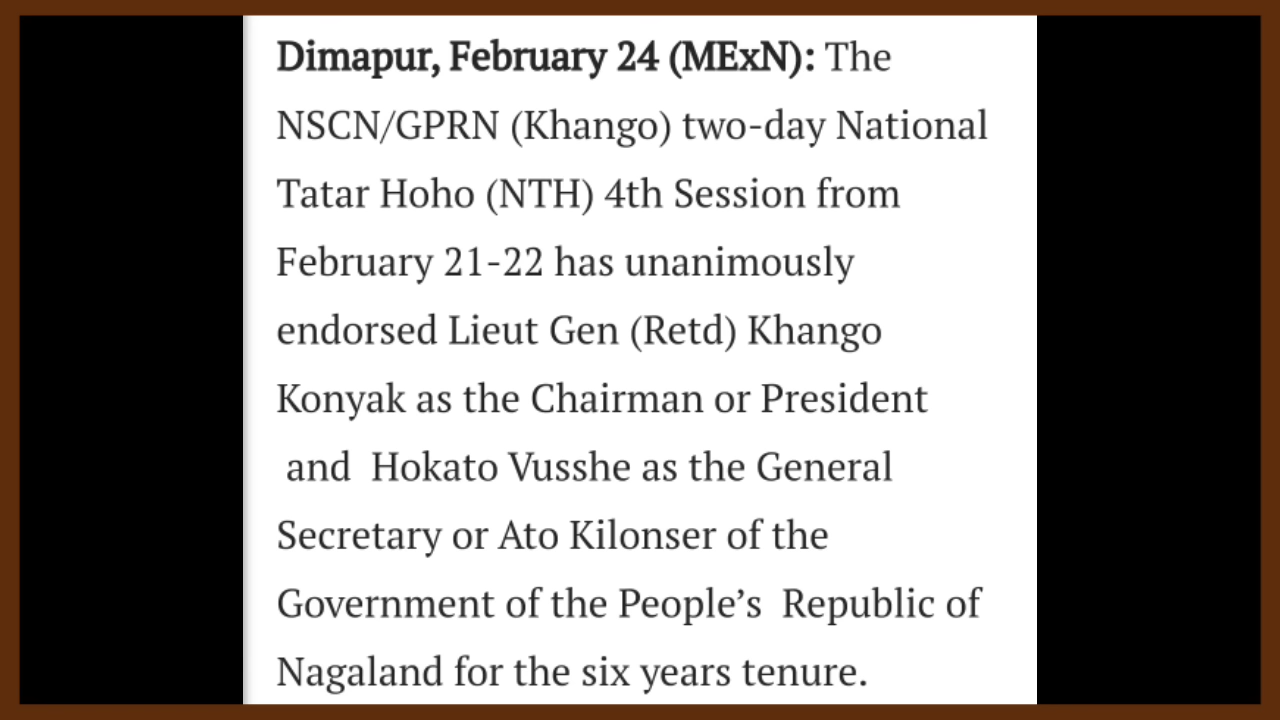 Dimapur, February 24 (MExN): The
NSCN/GPRN (Khango) two-day National
Tatar Hoho (NTH) 4th Session from
February 21-22 has unanimously
endorsed Lieut Gen (Retd) Khango
Konyak as the Chairman or President
and  Hokato Vusshe as the General
Secretary or Ato Kilonser of the
Government of the People’s  Republic of
Nagaland for the six years tenure.